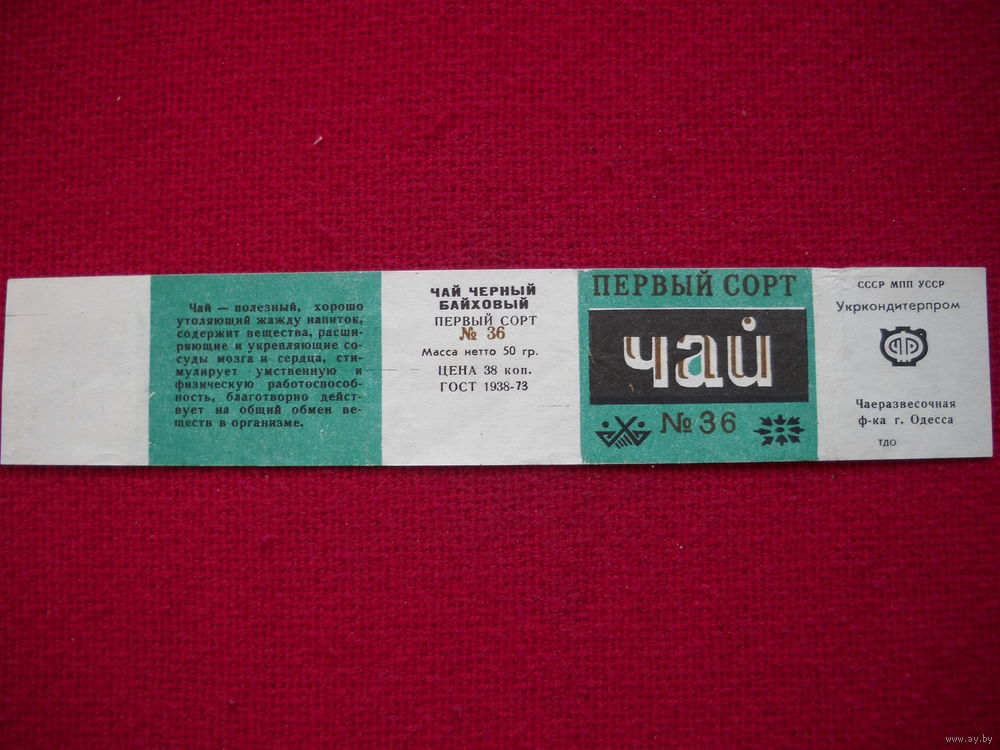 Чай — полезный, хорошо
утоляющий жажду напиток,
содержит вещества, расши-
ряющие и укрепляющие со-
суды мозга и сердца, сти-
мулирует умственную и
физическую работоспособ-
ность, благотворно дейст-
вует на общий обмен ве-
ществ в организме.
ЧАЙ ЧЕРНЫЙ
БАЙХОВЫЙ
ПЕРВЫЙ СОРТ
№ 36
Масса нетто 50 гр.
ЦЕНА 38 коп.
ГОСТ 1938-73
ПЕРВЫЙ СОРТ
чай
№ 36
СССР МПП УССР
Укркондитерпром
Чаеразвесочная
ф-ка г. Одесса
ТДО
www.ay.by